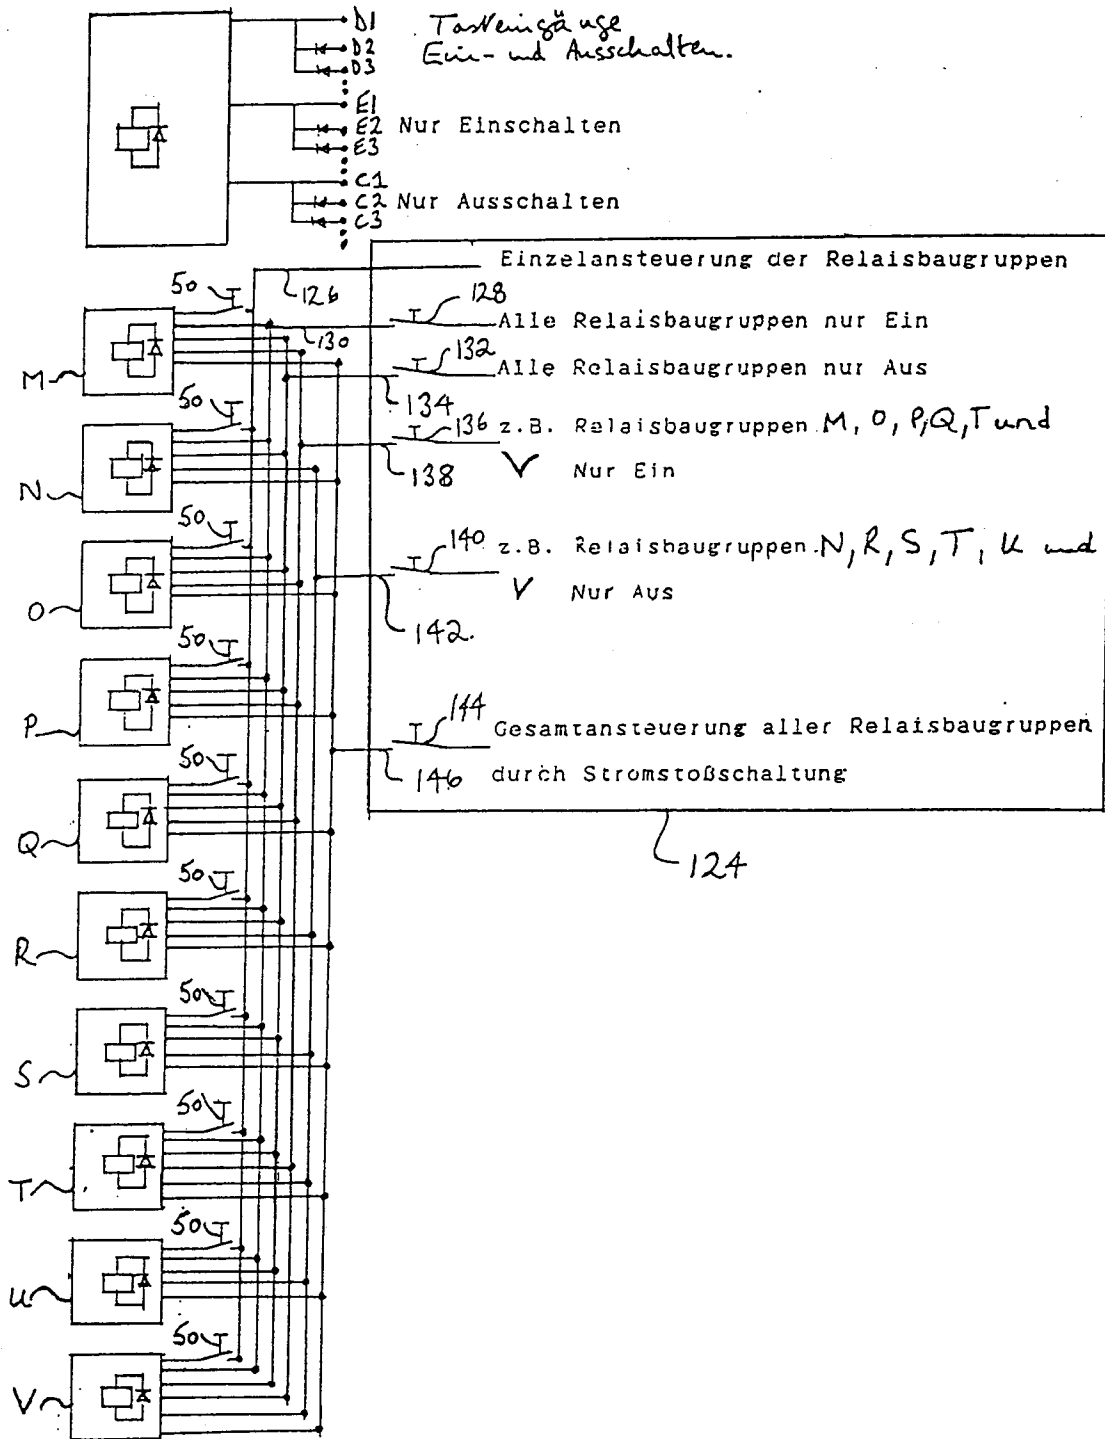 D1 Tasteingänge
D2 Ein- und Ausschalten.
D3
E1
E2 Nur Einschalten
E3
C1
C2 Nur Ausschalten
C3
Einzelansteuerung der Relaisbaugruppen
50 126
128 Alle Relaisbaugruppen nur Ein
130
M 132 Alle Relaisbaugruppen nur Aus
134
50 136 z.B. Relaisbaugruppen M, O, P, Q, T und
138 V Nur Ein
N
50 140 z.B. Relaisbaugruppen N, R, S, T, U und
V Nur Aus
O
142.
50
P 144 Gesamtansteuerung aller Relaisbaugruppen
146 durch Stromstoßschaltung
50
Q
124
50
R
50
S
50
T
50
U
50
V